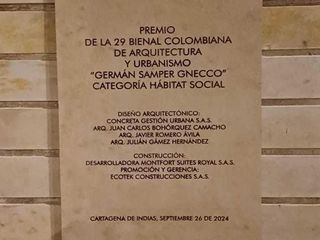 PREMIO
DE LA 29 BIENAL COLOMBIANA
DE ARQUITECTURA
Y URBANISMO
“GERMÁN SAMPER GNECCO”
CATEGORÍA HÁBITAT SOCIAL
DISEÑO ARQUITECTÓNICO:
CONCRETA GESTIÓN URBANA S.A.S.
ARQ. JUAN CARLOS BOHÓRQUEZ CAMACHO
ARQ. JAVIER ROMERO ÁVILA
ARQ. JULIÁN GÁMEZ HERNÁNDEZ
CONSTRUCCIÓN:
DESARROLLADORA MONTFORT SUITES ROYAL S.A.S.
PROMOCIÓN Y GERENCIA:
ECOTEK CONSTRUCCIONES S.A.S.
CARTAGENA DE INDIAS, SEPTIEMBRE 26 DE 2024